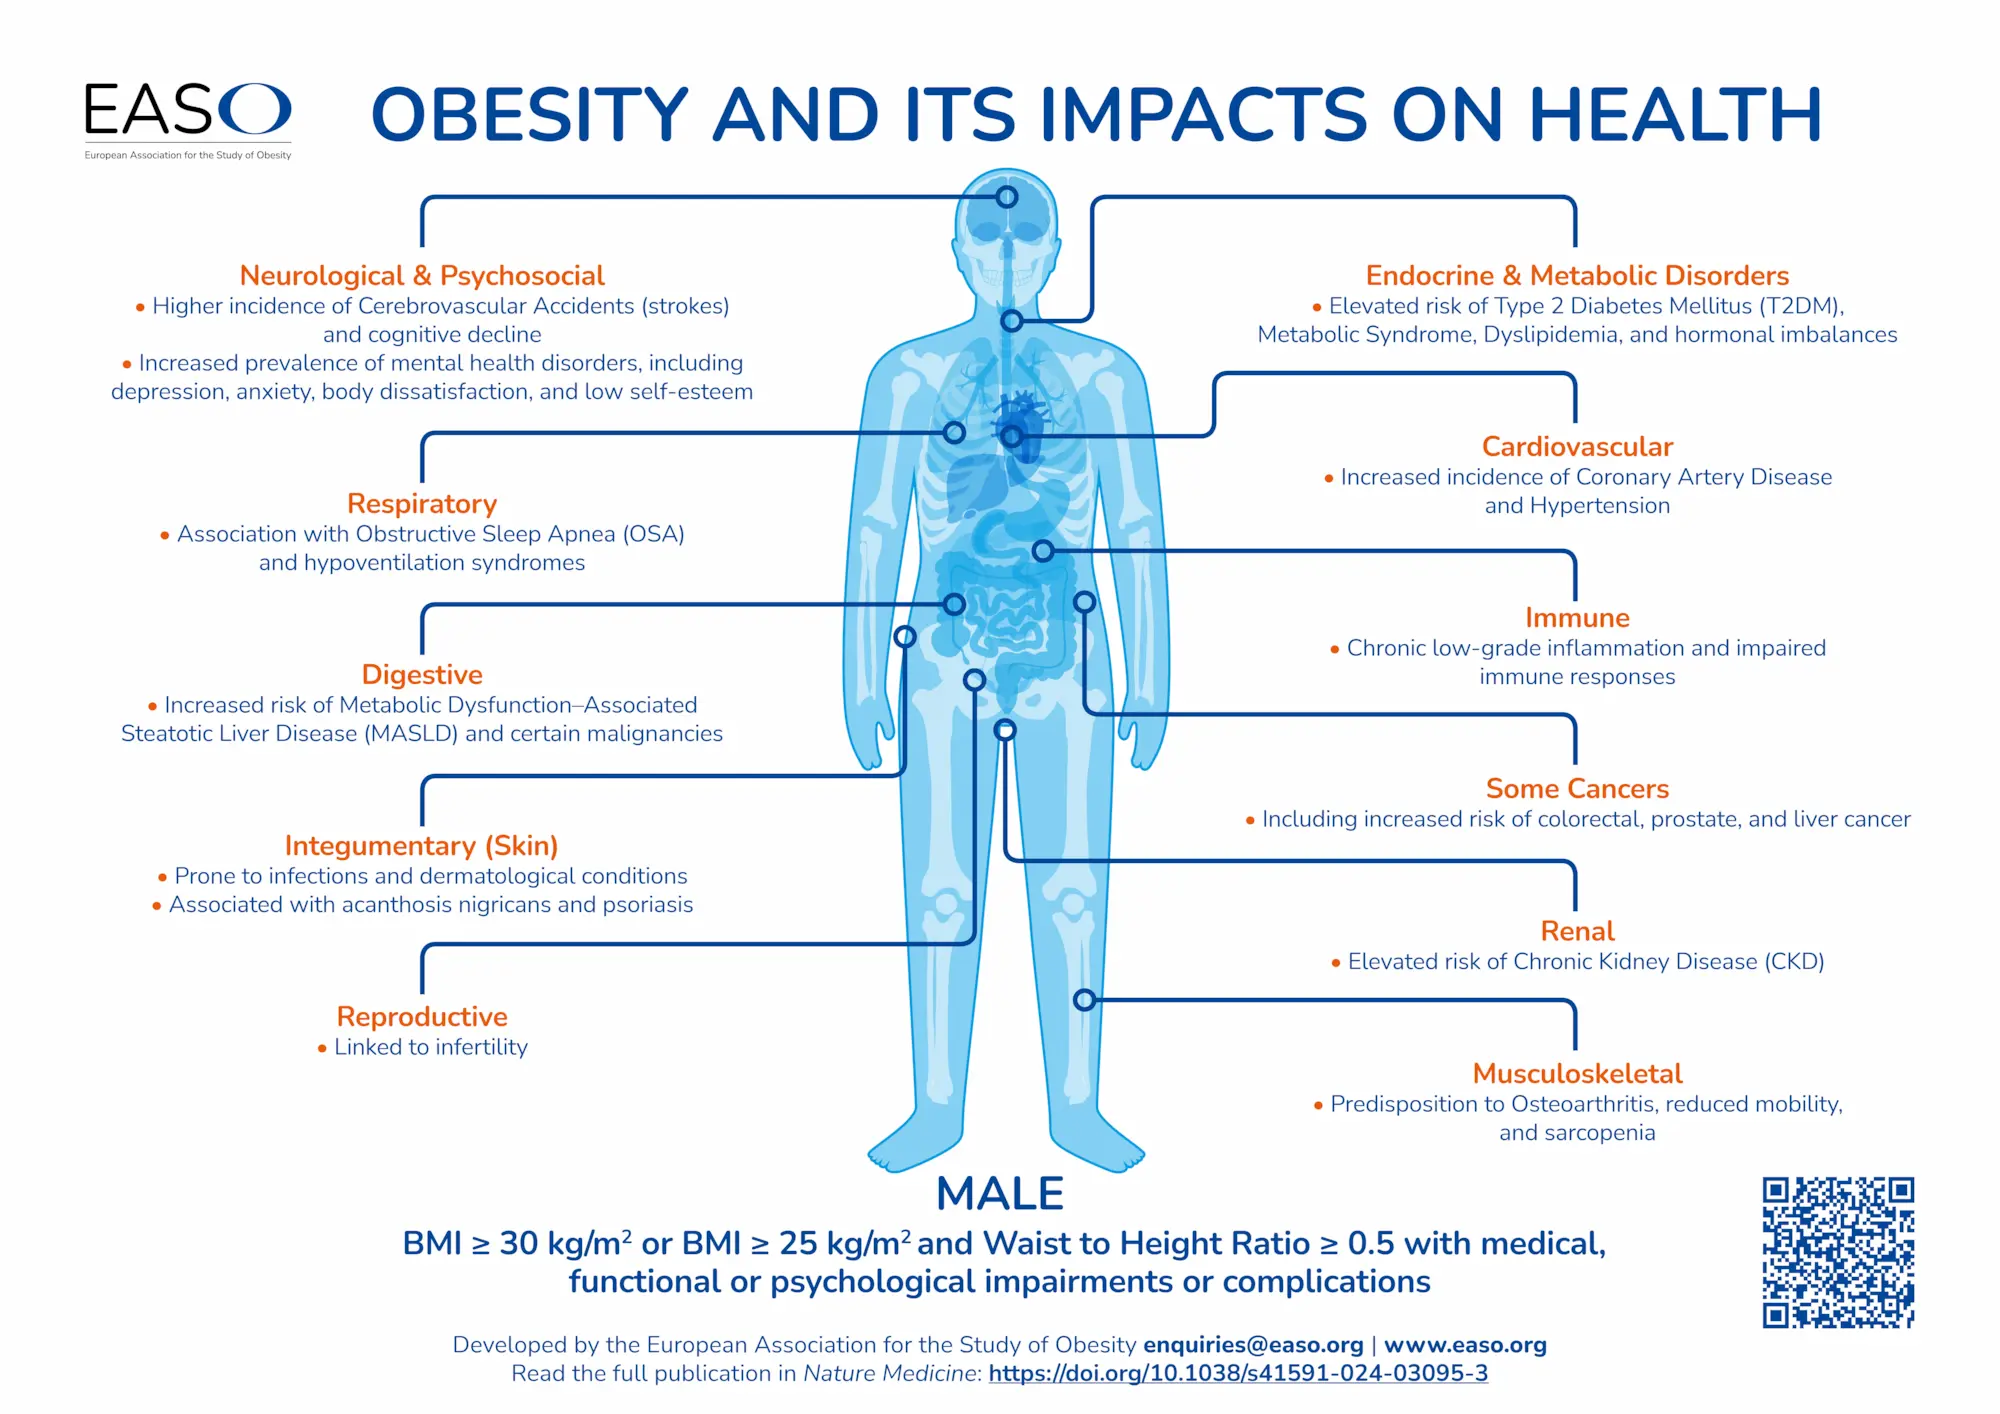 EASO
European Association for the Study of Obesity
OBESITY AND ITS IMPACTS ON HEALTH
Neurological & Psychosocial
• Higher incidence of Cerebrovascular Accidents (strokes)
and cognitive decline
• Increased prevalence of mental health disorders, including
depression, anxiety, body dissatisfaction, and low self-esteem
Respiratory
• Association with Obstructive Sleep Apnea (OSA)
and hypoventilation syndromes
Digestive
• Increased risk of Metabolic Dysfunction–Associated
Steatotic Liver Disease (MASLD) and certain malignancies
Integumentary (Skin)
• Prone to infections and dermatological conditions
• Associated with acanthosis nigricans and psoriasis
Reproductive
• Linked to infertility
Endocrine & Metabolic Disorders
• Elevated risk of Type 2 Diabetes Mellitus (T2DM),
Metabolic Syndrome, Dyslipidemia, and hormonal imbalances
Cardiovascular
• Increased incidence of Coronary Artery Disease
and Hypertension
Immune
• Chronic low-grade inflammation and impaired
immune responses
Some Cancers
• Including increased risk of colorectal, prostate, and liver cancer
Renal
• Elevated risk of Chronic Kidney Disease (CKD)
Musculoskeletal
• Predisposition to Osteoarthritis, reduced mobility,
and sarcopenia
MALE
BMI ≥ 30 kg/m² or BMI ≥ 25 kg/m² and Waist to Height Ratio ≥ 0.5 with medical,
functional or psychological impairments or complications
Developed by the European Association for the Study of Obesity enquiries@easo.org | www.easo.org
Read the full publication in Nature Medicine: https://doi.org/10.1038/s41591-024-03095-3